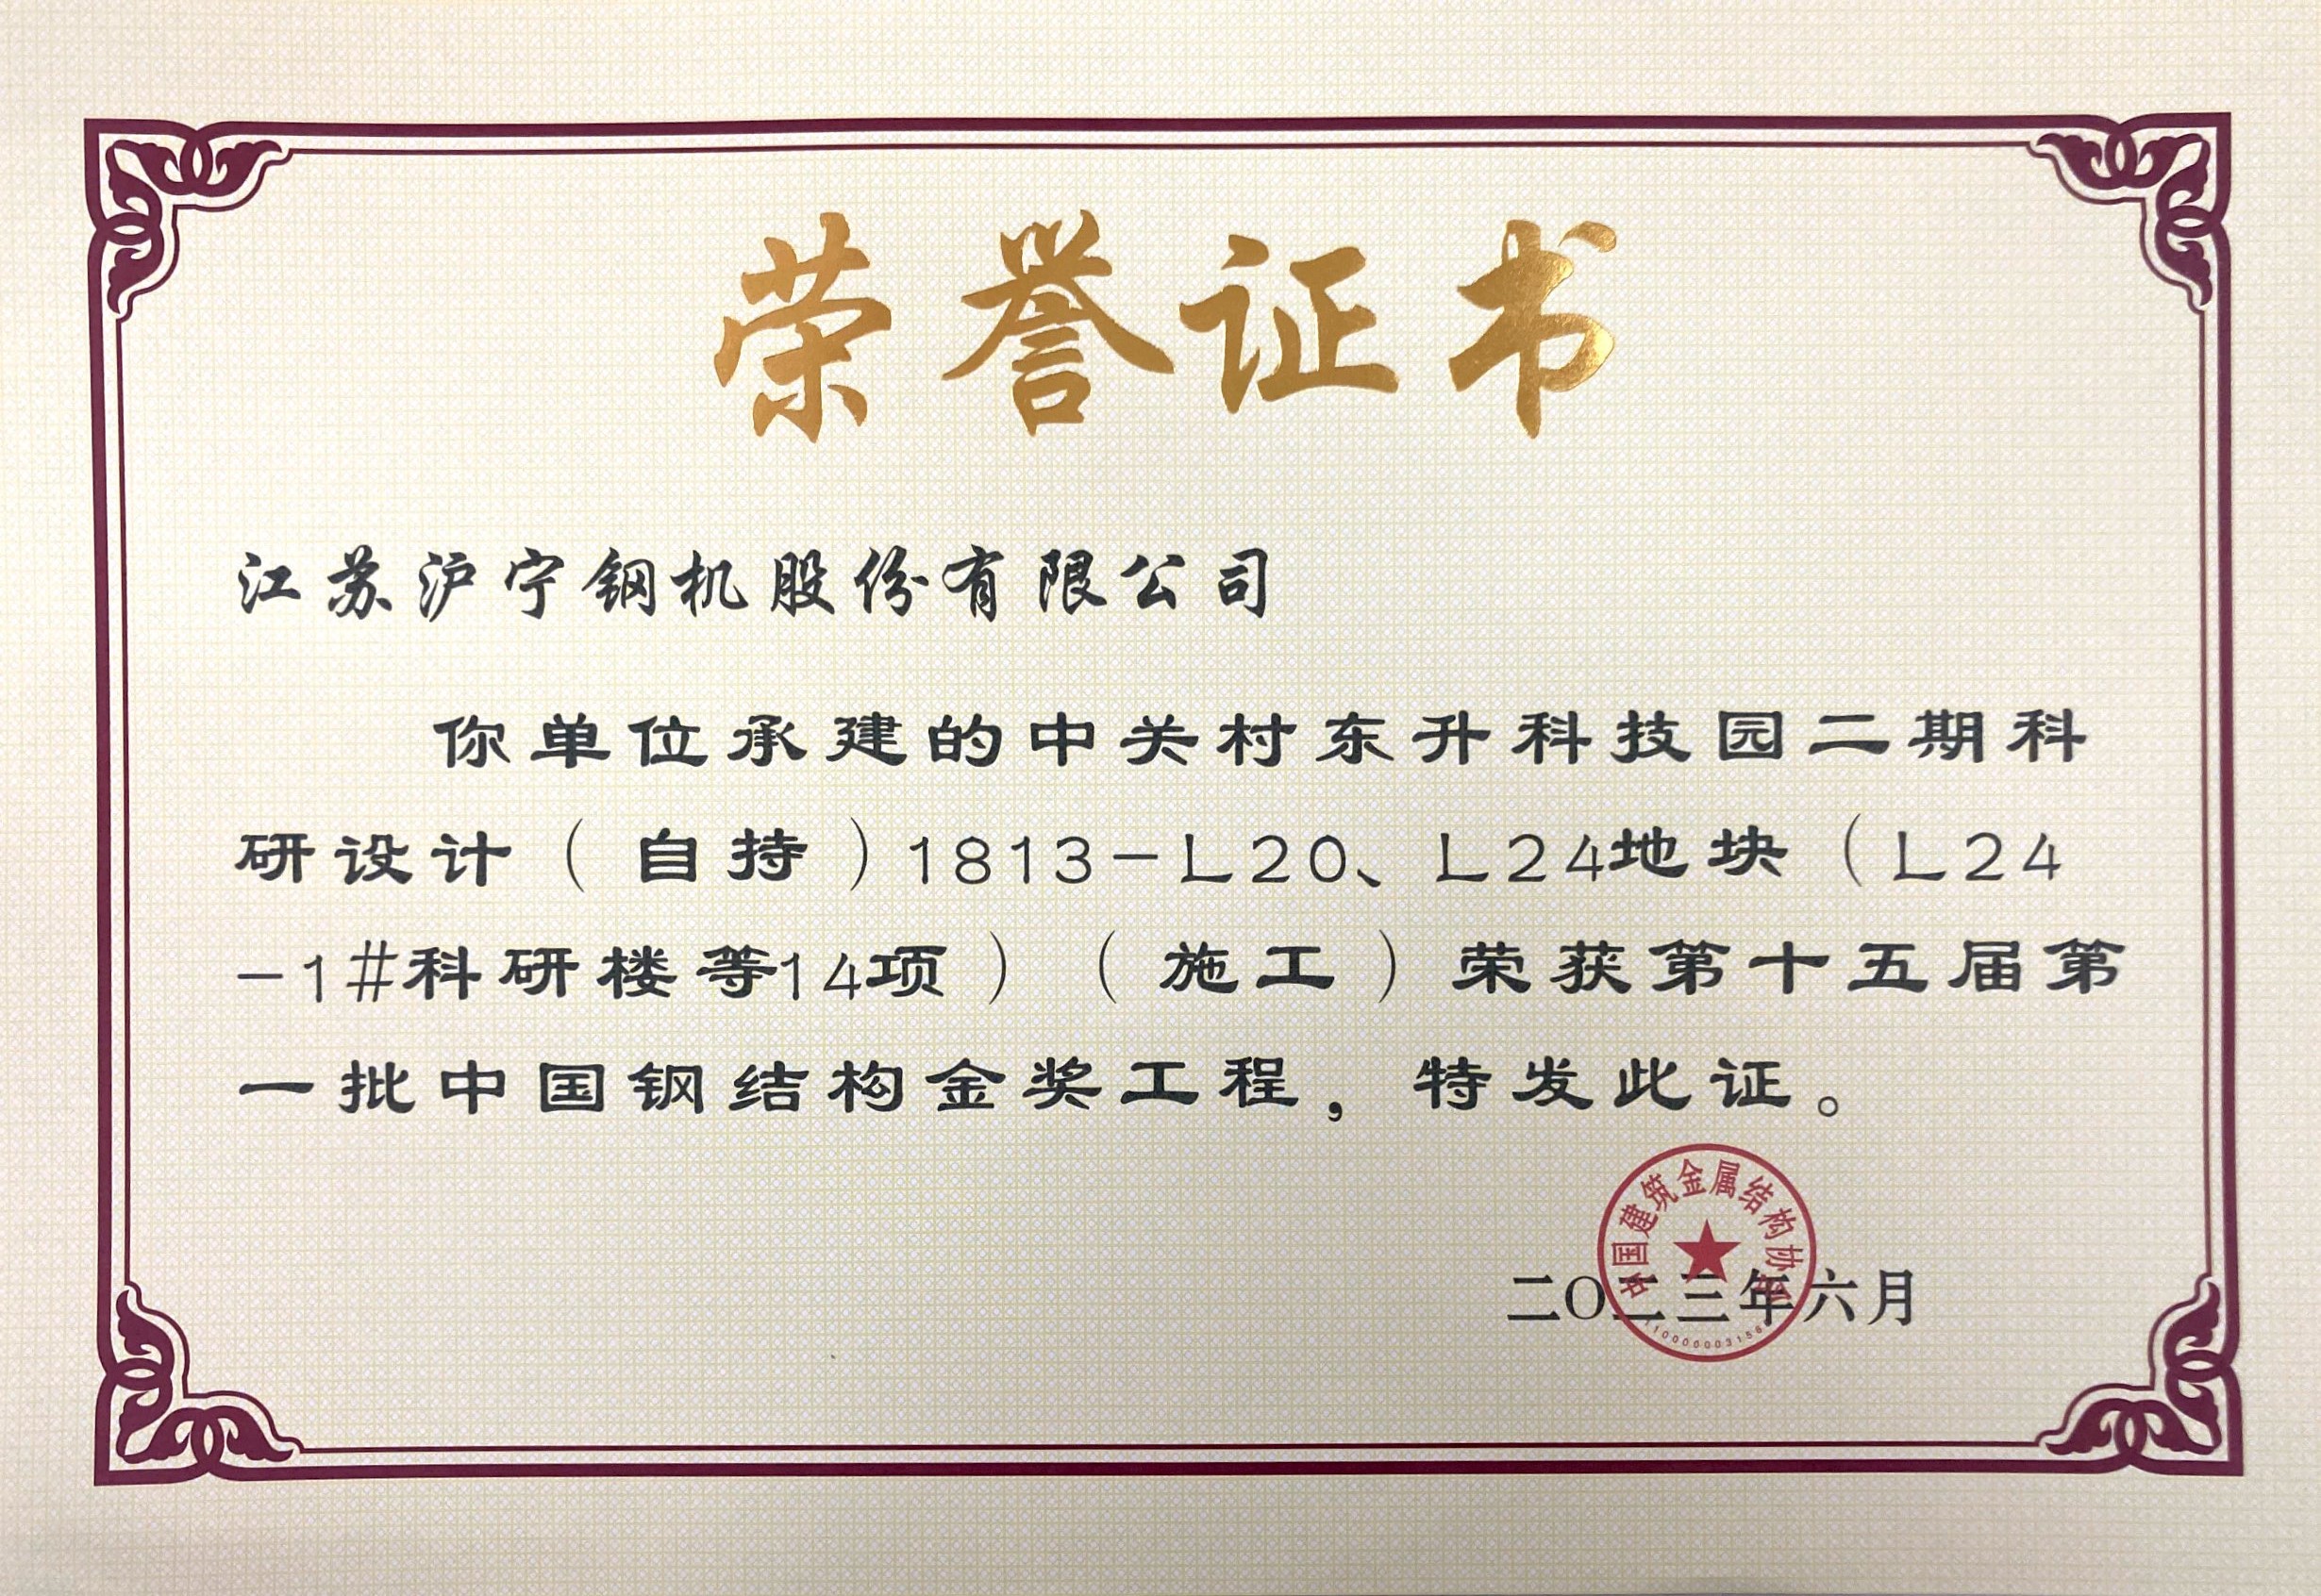 荣誉证书
江苏沪宁钢机股份有限公司
你单位承建的中关村东升科技园二期科
研设计（自持）1813-L20、L24地块（L24
-1#科研楼等14项）（施工）荣获第十五届第
一批中国钢结构金奖工程，特发此证。
中国建筑金属结构协会
二〇二三年六月